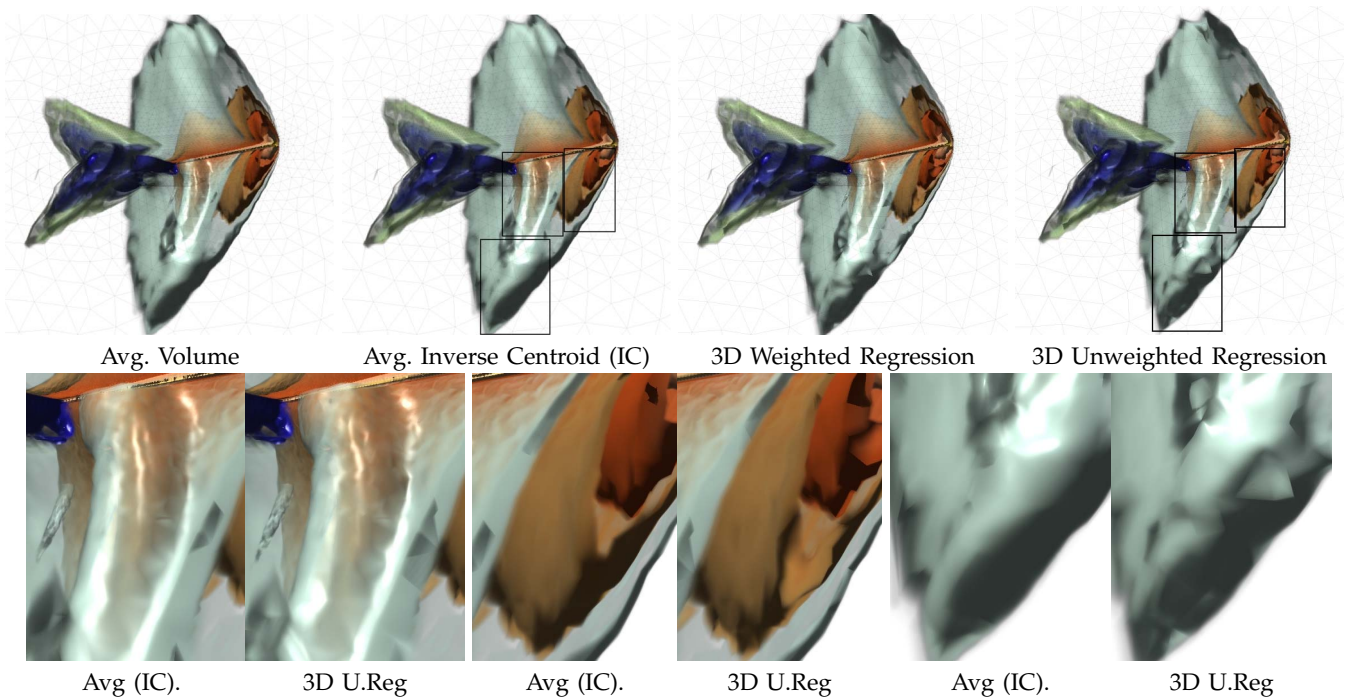 Avg. Volume Avg. Inverse Centroid (IC) 3D Weighted Regression 3D Unweighted Regression
Avg (IC). 3D U.Reg Avg (IC). 3D U.Reg Avg (IC). 3D U.Reg